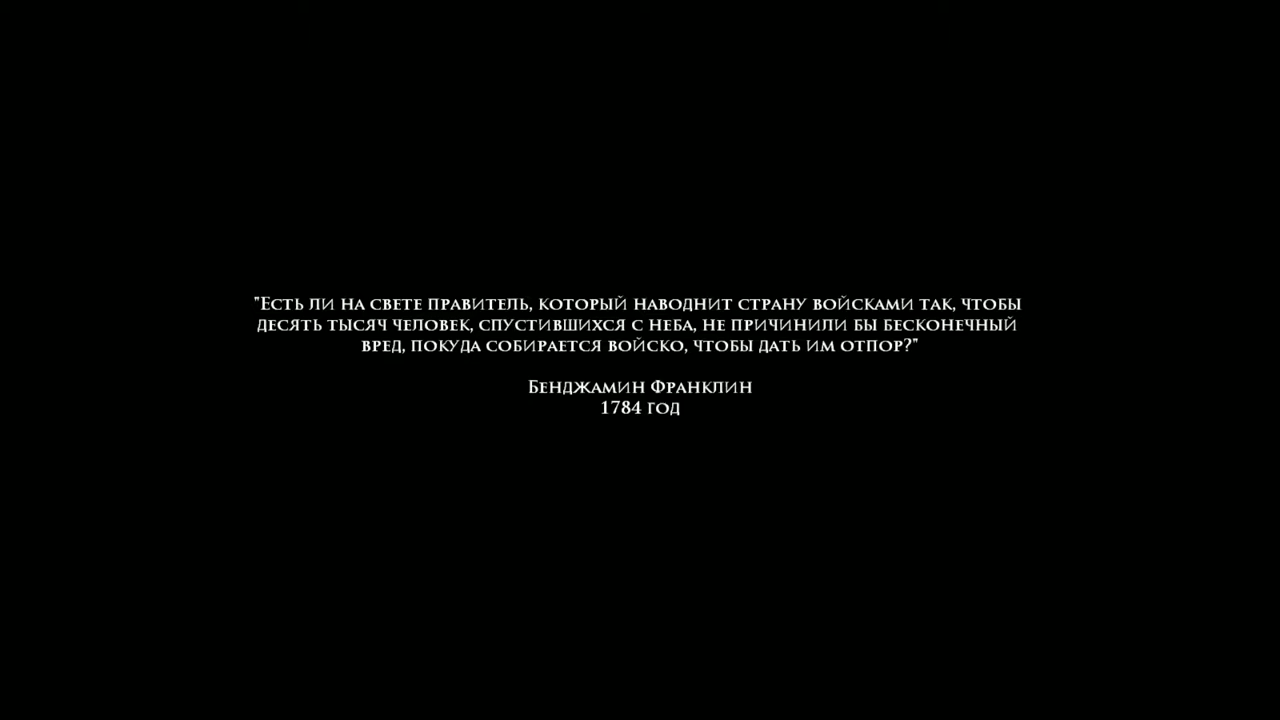 "Есть ли на свете правитель, который наводнит страну войсками так, чтобы
десять тысяч человек, спустившихся с неба, не причинили бы бесконечный
вред, покуда собирается войско, чтобы дать им отпор?"
Бенджамин Франклин
1784 год